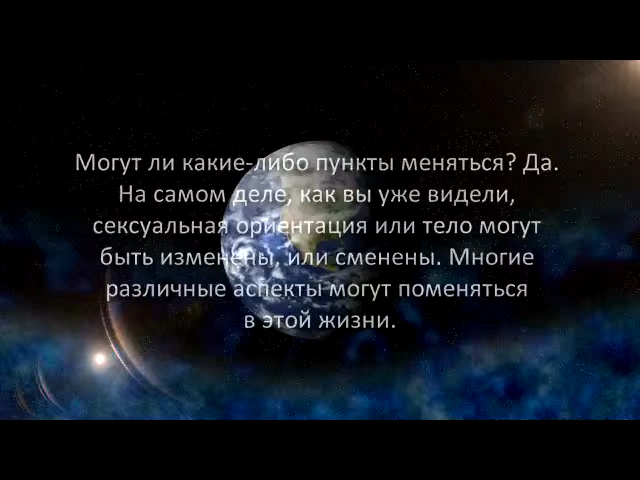 Могут ли какие-либо пункты меняться? Да.
На самом деле, как вы уже видели,
сексуальная ориентация или тело могут
быть изменены, или сменены. Многие
различные аспекты могут поменяться
в этой жизни.